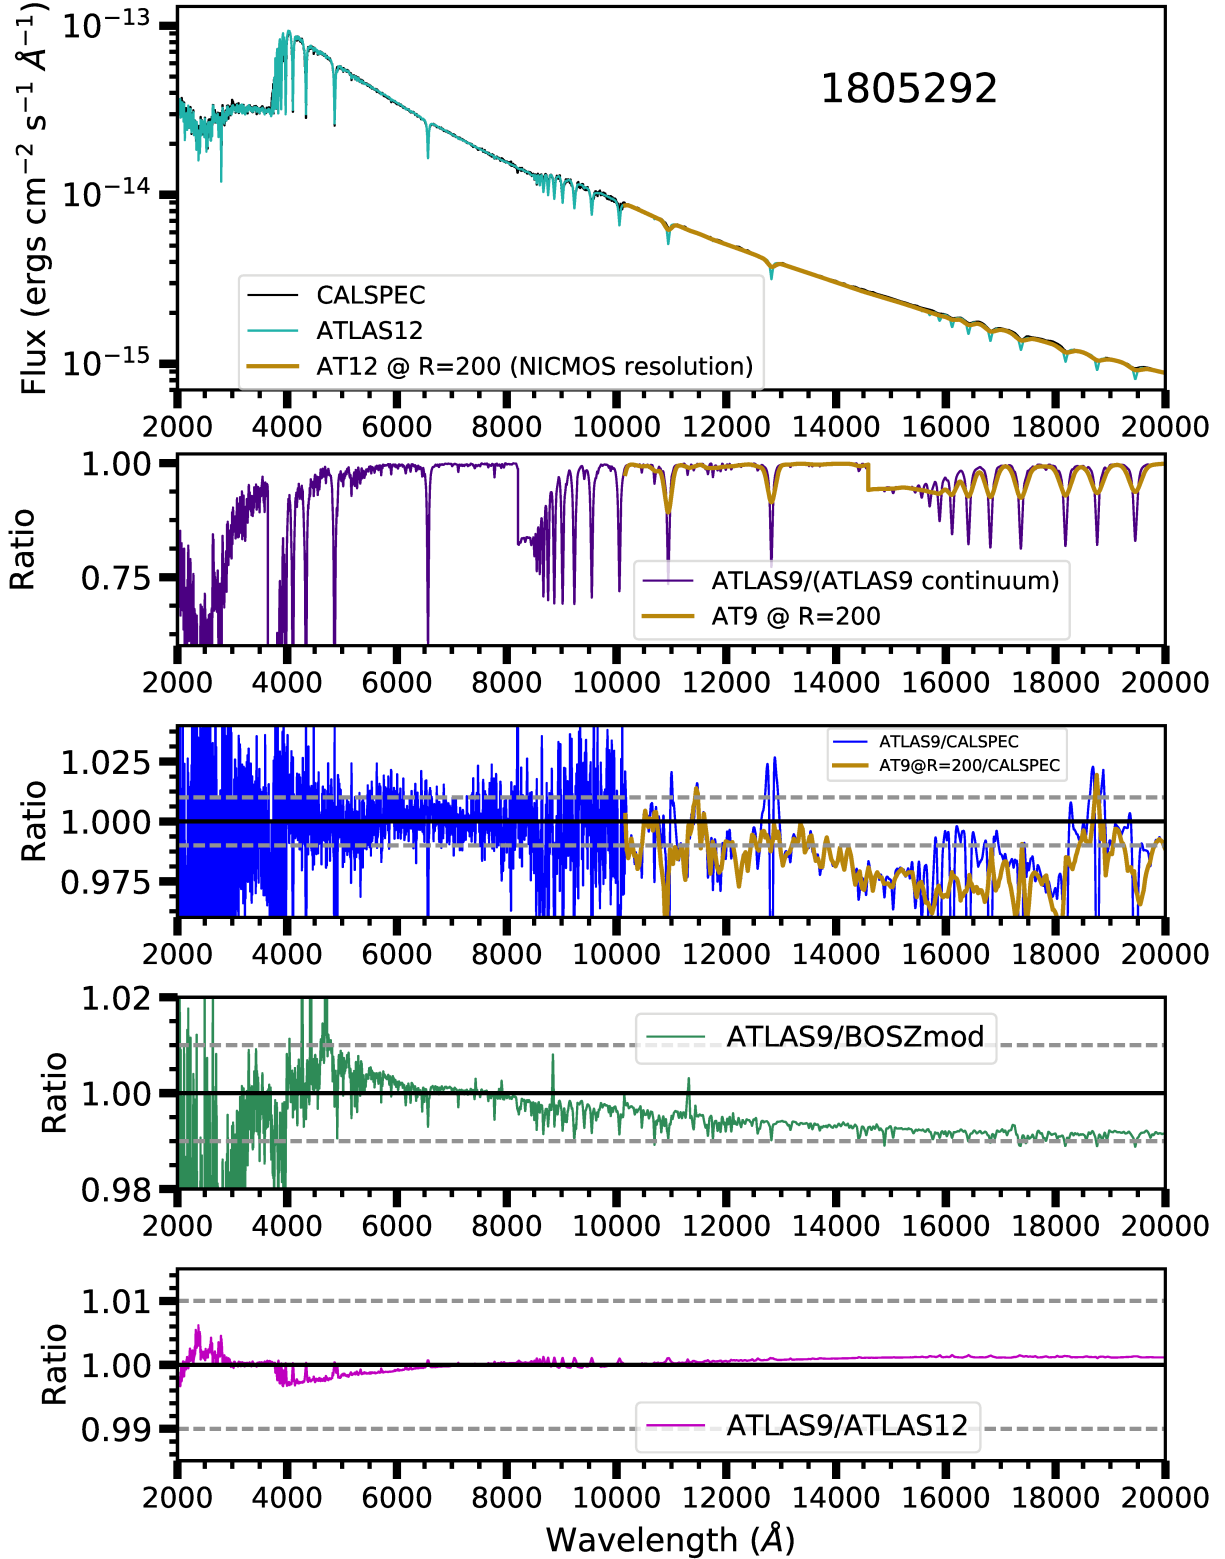 10⁻¹³
1805292
10⁻¹⁴
Flux (ergs cm⁻² s⁻¹ Å⁻¹)
CALSPEC
ATLAS12
AT12 @ R=200 (NICMOS resolution)
10⁻¹⁵
2000 4000 6000 8000 10000 12000 14000 16000 18000 20000
1.00
Ratio
0.75
ATLAS9/(ATLAS9 continuum)
AT9 @ R=200
2000 4000 6000 8000 10000 12000 14000 16000 18000 20000
1.025
1.000
0.975
Ratio
ATLAS9/CALSPEC
AT9@R=200/CALSPEC
2000 4000 6000 8000 10000 12000 14000 16000 18000 20000
1.02
1.00
0.98
Ratio
ATLAS9/BOSZmod
2000 4000 6000 8000 10000 12000 14000 16000 18000 20000
1.01
1.00
0.99
Ratio
ATLAS9/ATLAS12
2000 4000 6000 8000 10000 12000 14000 16000 18000 20000
Wavelength (Å)